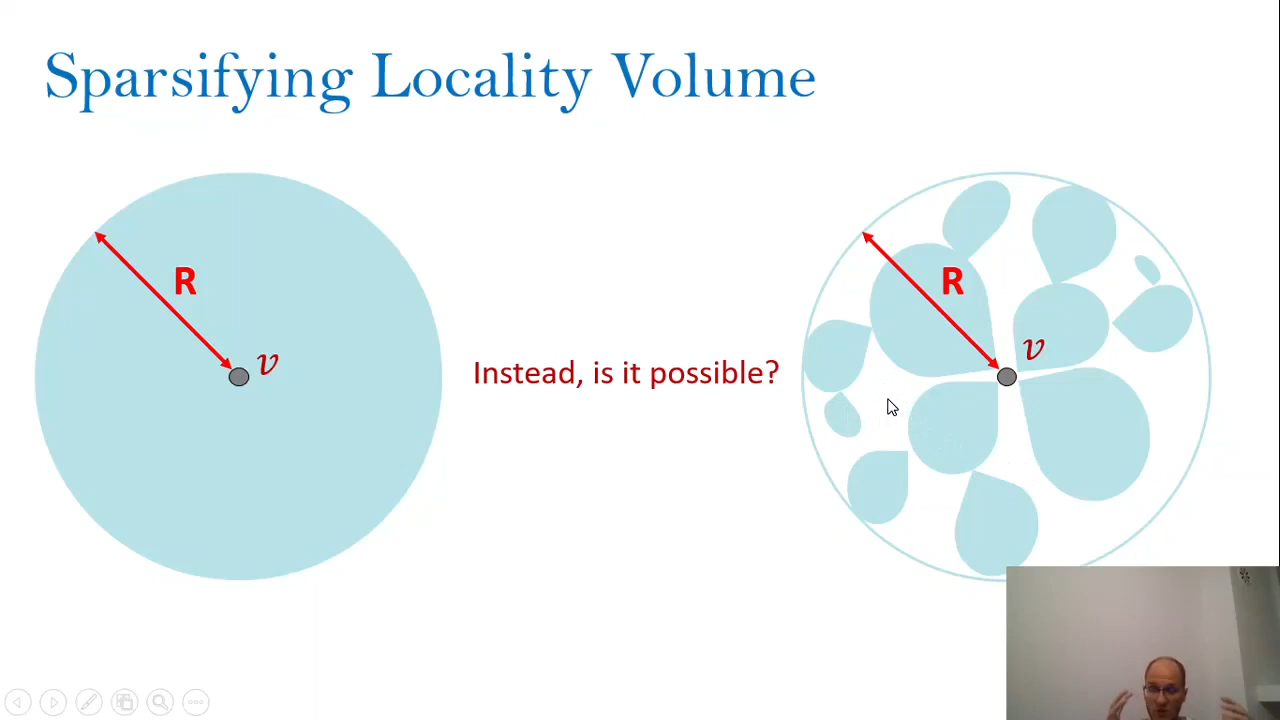 Sparsifying Locality Volume
R
v
Instead, is it possible?
R
v